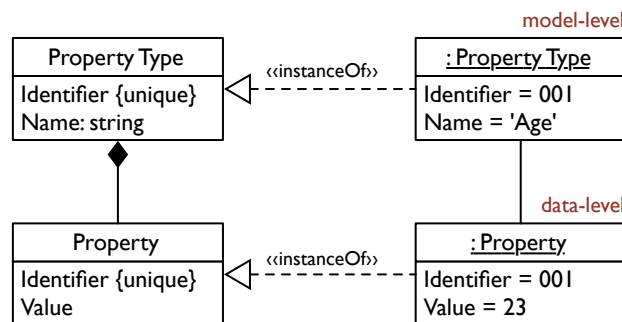 model-level
Property Type
Identifier {unique}
Name: string
‹‹instanceOf››
: Property Type
Identifier = 001
Name = 'Age'
data-level
Property
Identifier {unique}
Value
‹‹instanceOf››
: Property
Identifier = 001
Value = 23